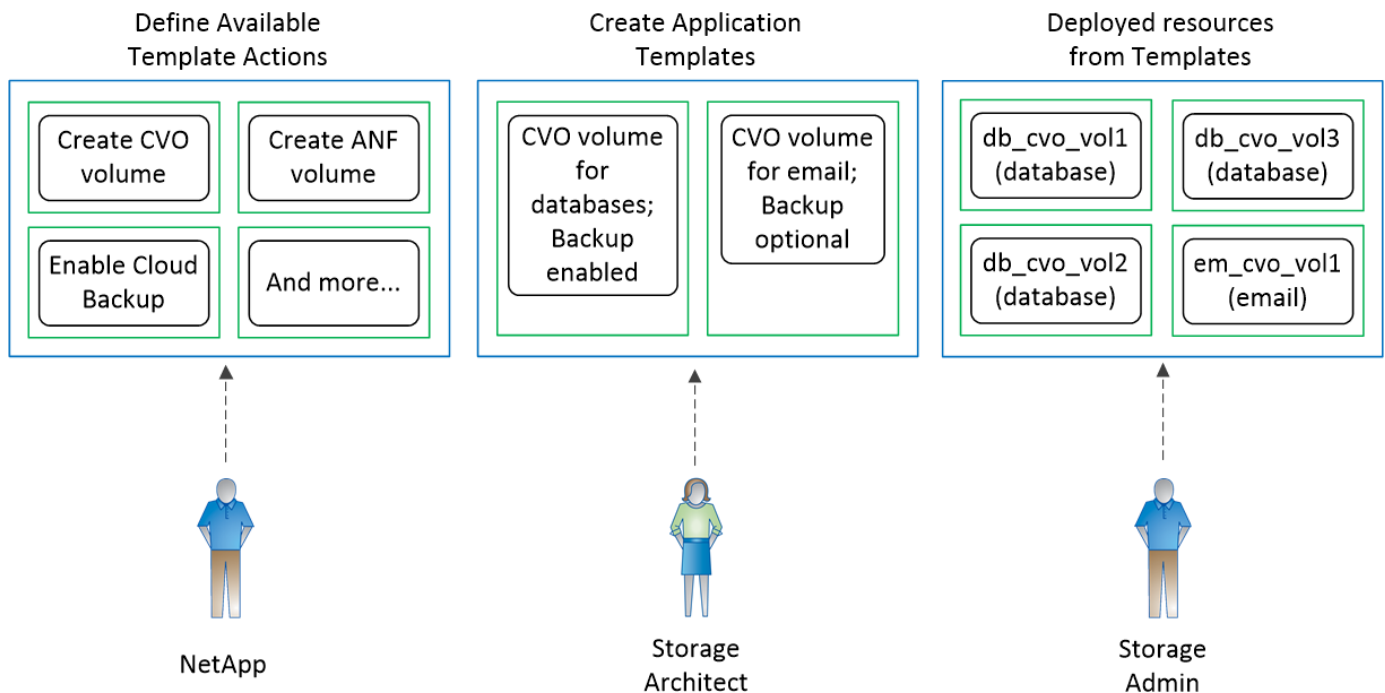 Define Available
Template Actions
Create CVO
volume
Create ANF
volume
Enable Cloud
Backup
And more...
NetApp
Create Application
Templates
CVO volume
for
databases;
Backup
enabled
CVO volume
for email;
Backup
optional
Storage
Architect
Deployed resources
from Templates
db_cvo_vol1
(database)
db_cvo_vol3
(database)
db_cvo_vol2
(database)
em_cvo_vol1
(email)
Storage
Admin